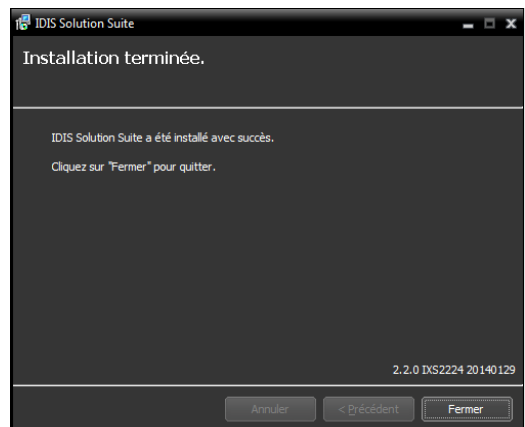 IDIS Solution Suite
Installation terminée.
IDIS Solution Suite a été installé avec succès.
Cliquez sur "Fermer" pour quitter.
2.2.0 IXS2224 20140129
Annuler
< Précédent
Fermer